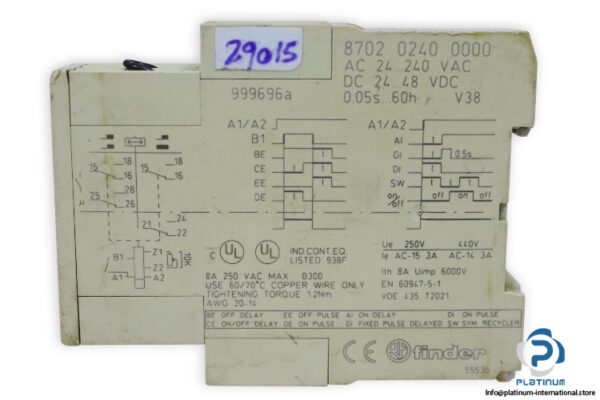 29015
999696a
8702 0240 0000
AC 24..240 VAC
DC 24..48 VDC
0.05s...60h V38
A1/A2
B1
BE
CE
EE
DE
A1/A2
AI
GI 0.5s
DI
SW
on/off on off on
18 18
15 16 15 16
28
25 26
24
21 22
B1 Z1
Z2 10K
A1 A2
C UL UL IND.CONT.EQ.
LISTED 938F
8A 250 VAC MAX B300
USE 60/70°C COPPER WIRE ONLY
TIGHTENING TORQUE 1.2Nm
AWG 20-14
Ue 250V 440V
Ie AC-15 3A AC-14 3A
Ith 8A Uimp 6000V
EN 60947-5-1
VDE 435 T2021
BE OFF DELAY EE OFF PULSE AI ON DELAY DI ON PULSE
CE ON/OFF DELAY DE ON PULSE GI FIXED PULSE DELAYED SW SYM. RECYCLER
CE finder
55536
PLATINUM
INTERNATIONAL
Info@platinum-international.store